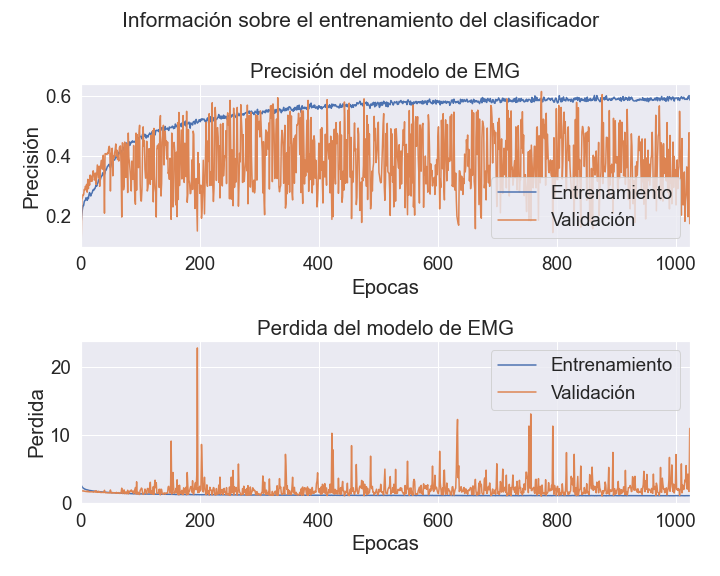 Información sobre el entrenamiento del clasificador
Precisión del modelo de EMG
0.6
0.4
0.2
Precisión
Entrenamiento
Validación
0 200 400 600 800 1000
Epocas
Perdida del modelo de EMG
20
10
0
Perdida
Entrenamiento
Validación
0 200 400 600 800 1000
Epocas